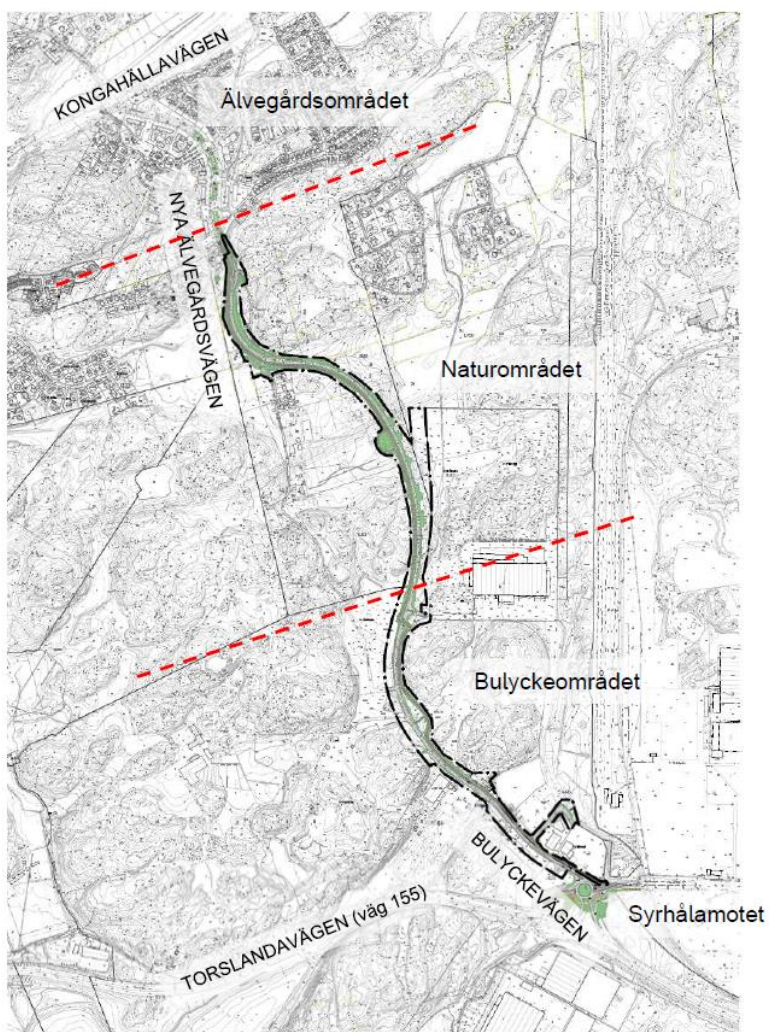 KONGAHÄLLAVÄGEN
Älvegårdsområdet
NYA ÄLVEGÅRDSVÄGEN
Naturområdet
Bulyckeområdet
BULYCKEVÄGEN
Syrhålamotet
TORSLANDAVÄGEN (väg 155)